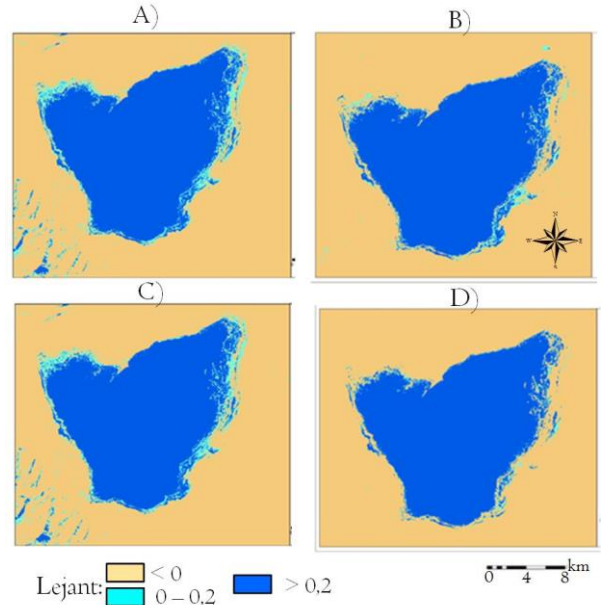 A)
B)
N
W
E
S
C)
D)
Lejant:
< 0
0 – 0,2
> 0,2
km
0 4 8